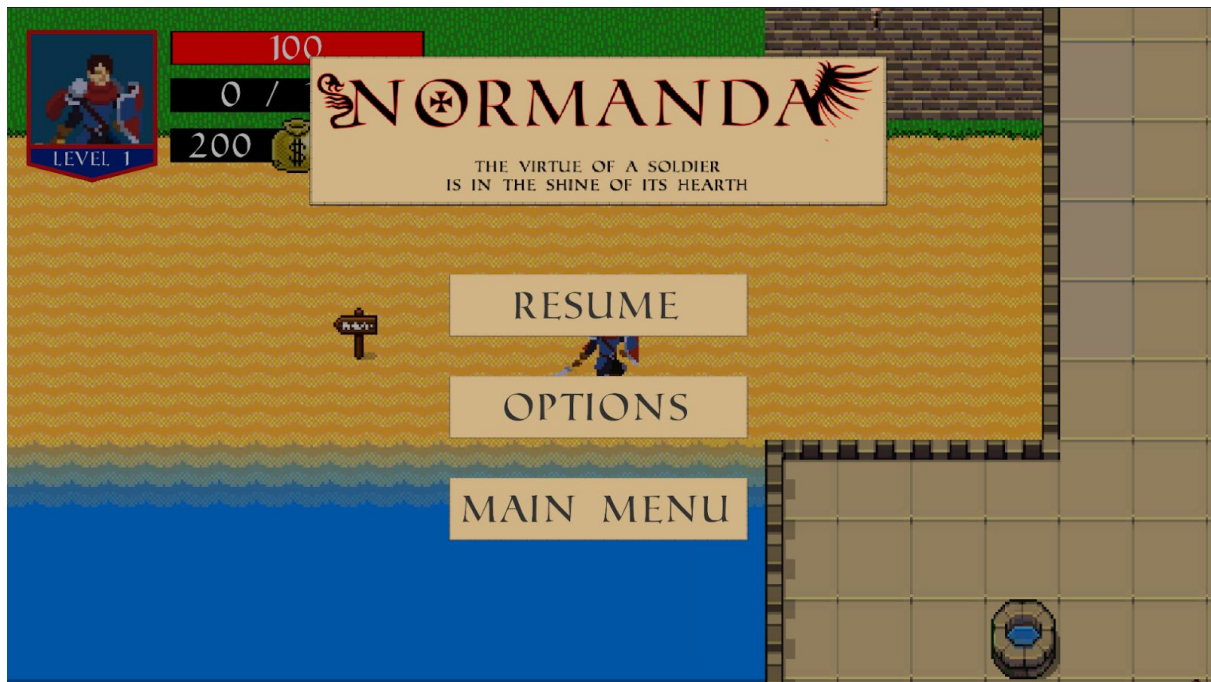 100
0 /
200
LEVEL 1
NORMANDA
THE VIRTUE OF A SOLDIER
IS IN THE SHINE OF ITS HEARTH
RESUME
OPTIONS
MAIN MENU